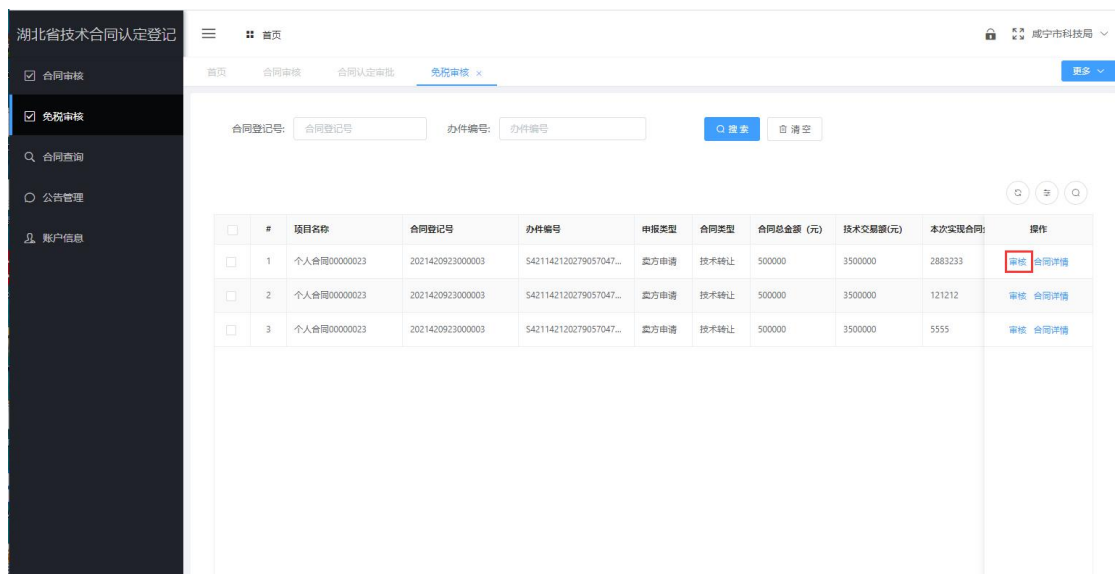 湖北省技术合同认定登记
首页
咸宁市科技局
合同审核
免税审核
合同查询
公告管理
账户信息
首页 合同审核 合同认定审批 免税审核 ×
更多
合同登记号: 合同登记号 办件编号: 办件编号 搜索 清空
# 项目名称 合同登记号 办件编号 申报类型 合同类型 合同总金额（元） 技术交易额(元) 本次实现合同 操作
1 个人合同00000023 2021420923000003 S421142120279057047... 卖方申请 技术转让 500000 3500000 2883233 审核 合同详情
2 个人合同00000023 2021420923000003 S421142120279057047... 卖方申请 技术转让 500000 3500000 121212 审核 合同详情
3 个人合同00000023 2021420923000003 S421142120279057047... 卖方申请 技术转让 500000 3500000 5555 审核 合同详情